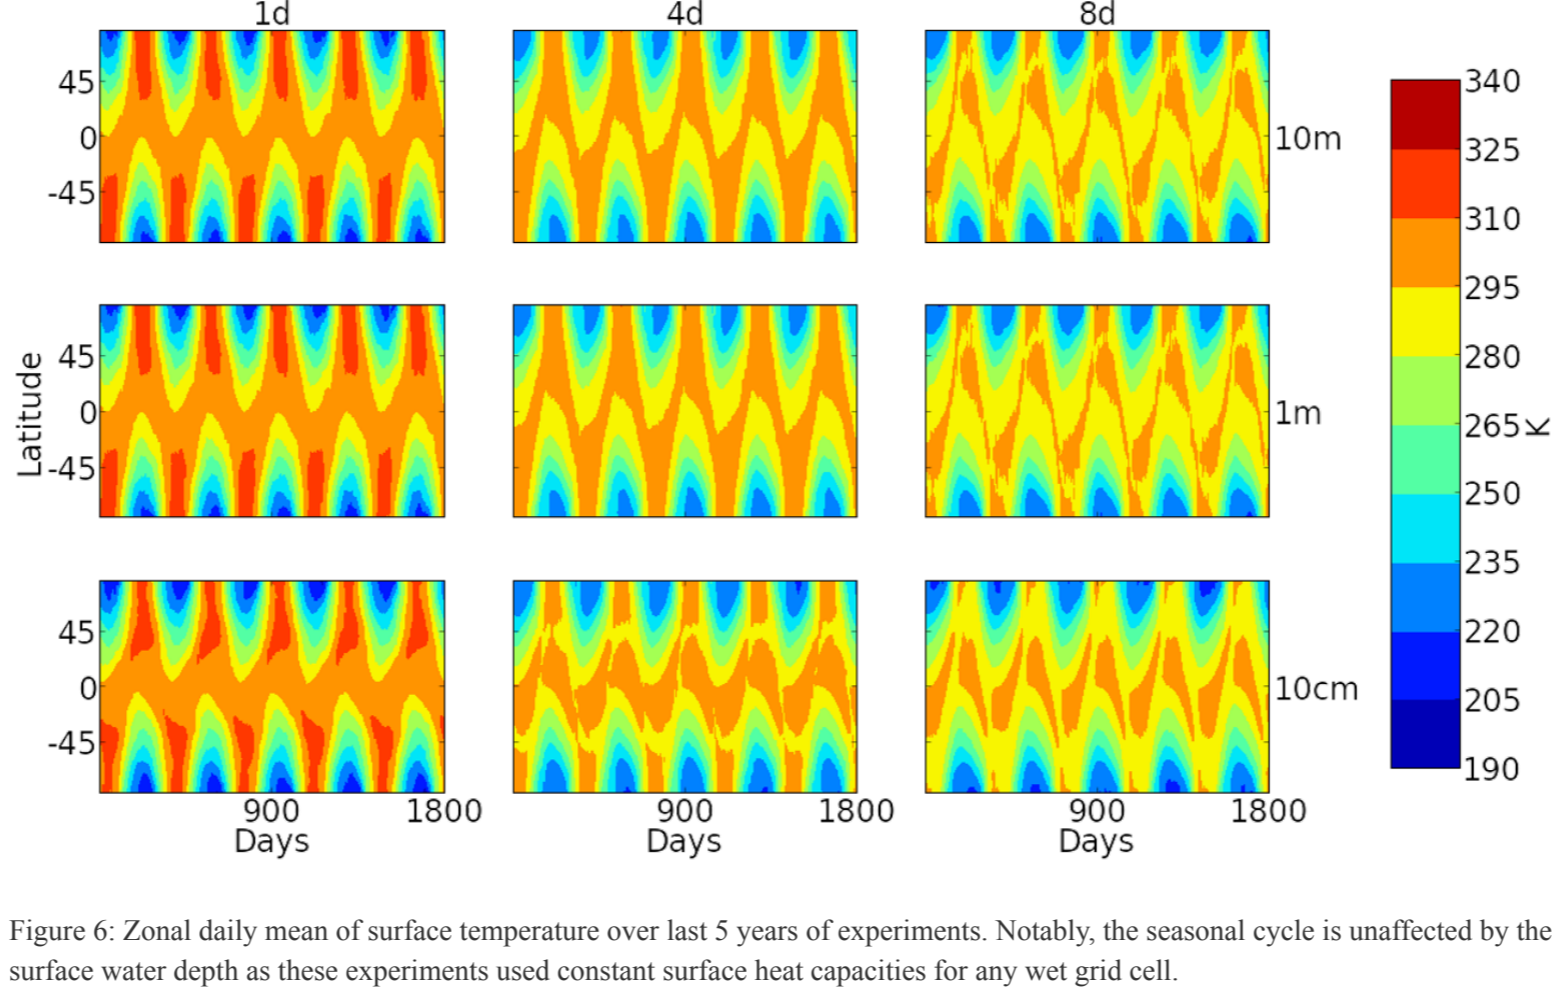 1d 4d 8d
45
0
-45
10m
45
0
-45
1m
Latitude
45
0
-45
10cm
900 1800 900 1800 900 1800
Days Days Days
340
325
310
295
280
265
250
235
220
205
190
K
Figure 6: Zonal daily mean of surface temperature over last 5 years of experiments. Notably, the seasonal cycle is unaffected by the
surface water depth as these experiments used constant surface heat capacities for any wet grid cell.